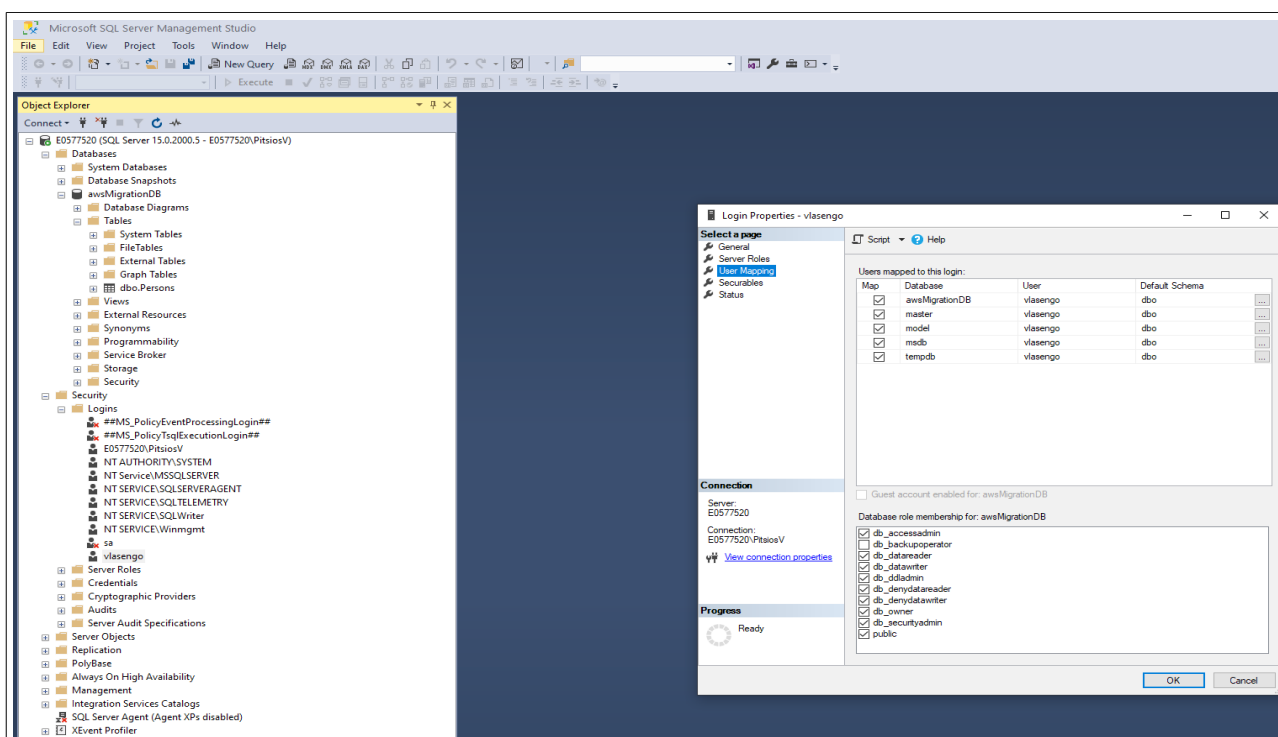 Microsoft SQL Server Management Studio
File Edit View Project Tools Window Help
New Query
Execute
Object Explorer
Connect
E0577520 (SQL Server 15.0.2000.5 - E0577520\PitsiosV)
Databases
System Databases
Database Snapshots
awsMigrationDB
Database Diagrams
Tables
System Tables
FileTables
External Tables
Graph Tables
dbo.Persons
Views
External Resources
Synonyms
Programmability
Service Broker
Storage
Security
Security
Logins
##MS_PolicyEventProcessingLogin##
##MS_PolicyTsqlExecutionLogin##
E0577520\PitsiosV
NT AUTHORITY\SYSTEM
NT Service\MSSQLSERVER
NT SERVICE\SQLSERVERAGENT
NT SERVICE\SQLTELEMETRY
NT SERVICE\SQLWriter
NT SERVICE\Winmgmt
sa
vlasengo
Server Roles
Credentials
Cryptographic Providers
Audits
Server Audit Specifications
Server Objects
Replication
PolyBase
Always On High Availability
Management
Integration Services Catalogs
SQL Server Agent (Agent XPs disabled)
XEvent Profiler
Login Properties - vlasengo
Select a page
General
Server Roles
User Mapping
Securables
Status
Script Help
Users mapped to this login:
Map Database User Default Schema
awsMigrationDB vlasengo dbo ...
master vlasengo dbo ...
model vlasengo dbo ...
msdb vlasengo dbo ...
tempdb vlasengo dbo ...
Guest account enabled for: awsMigrationDB
Database role membership for: awsMigrationDB
db_accessadmin
db_backupoperator
db_datareader
db_datawriter
db_ddladmin
db_denydatareader
db_denydatawriter
db_owner
db_securityadmin
public
Connection
Server:
E0577520
Connection:
E0577520\PitsiosV
View connection properties
Progress
Ready
OK Cancel